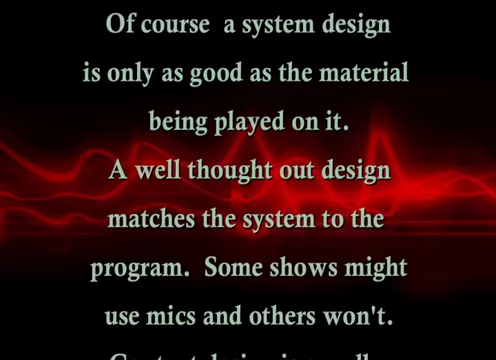 Of course  a system design
is only as good as the material
being played on it.
A well thought out design
matches the system to the
program.  Some shows might
use mics and others won't.